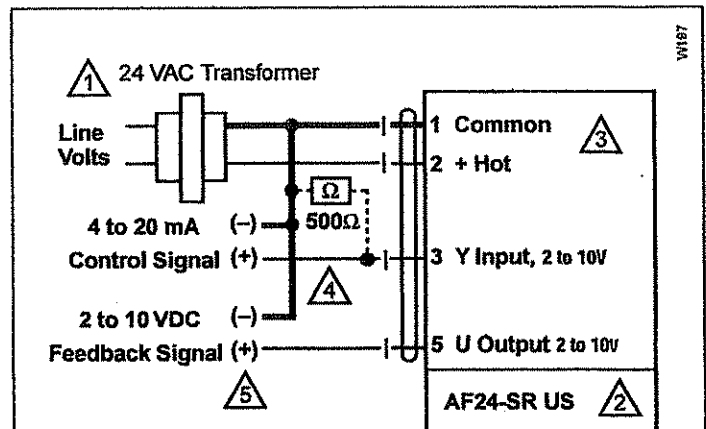 W197
1 24 VAC Transformer
Line
Volts
1 Common
3
2 + Hot
Ω
500Ω
4 to 20 mA (–)
Control Signal (+)
3 Y Input, 2 to 10V
4
2 to 10 VDC (–)
Feedback Signal (+)
5 U Output 2 to 10V
5
AF24-SR US 2